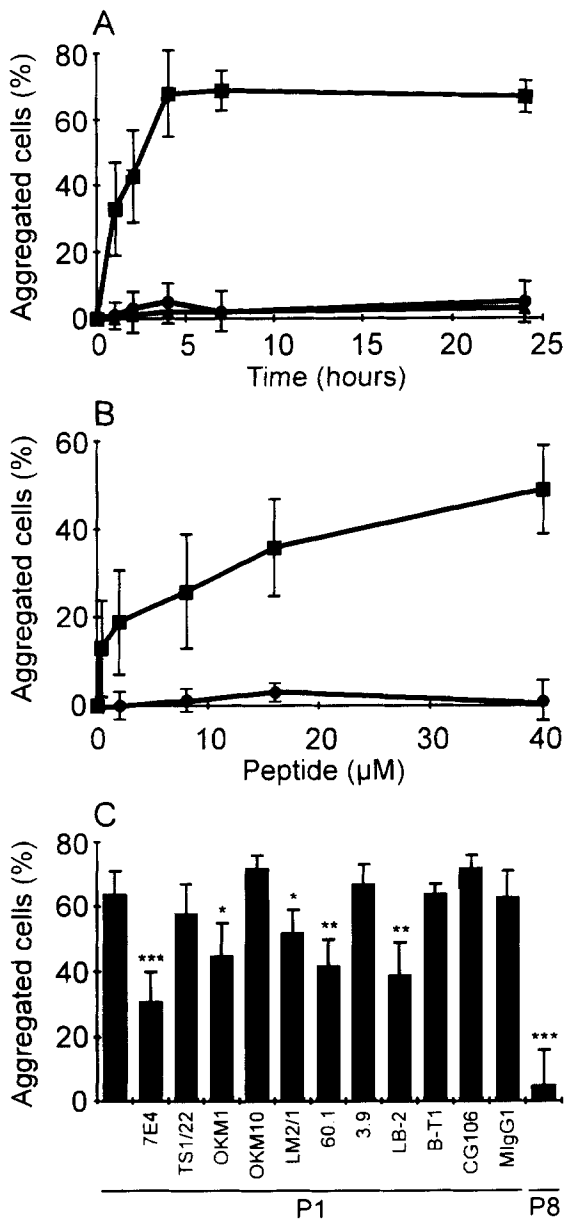 A
Aggregated cells (%)
80
60
40
20
0
0 5 10 15 20 25
Time (hours)
B
Aggregated cells (%)
60
40
20
0
0 10 20 30 40
Peptide (µM)
C
Aggregated cells (%)
80
60
40
20
0
*** * * ** ** ***
7E4 TS1/22 OKM1 OKM10 LM2/1 60.1 3.9 LB-2 B-T1 CG106 MIgG1
P1 P8